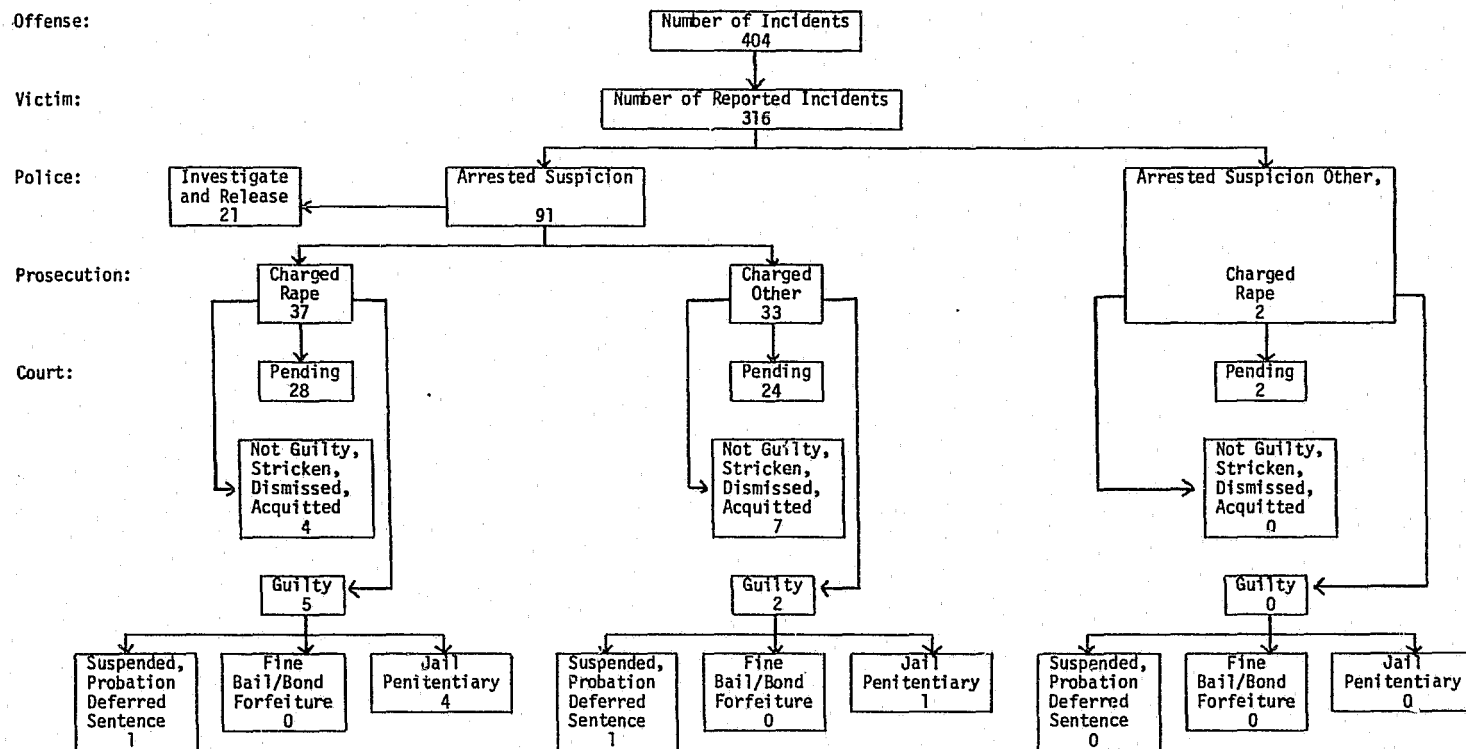 Offense:
Number of Incidents
404
Victim:
Number of Reported Incidents
316
Police:
Investigate
and Release
21
Arrested Suspicion
91
Arrested Suspicion Other,
Charged
Rape
2
Prosecution:
Charged
Rape
37
Charged
Other
33
Court:
Pending
28
Pending
24
Pending
2
Not Guilty,
Stricken,
Dismissed,
Acquitted
4
Not Guilty,
Stricken,
Dismissed,
Acquitted
7
Not Guilty,
Stricken,
Dismissed,
Acquitted
0
Guilty
5
Guilty
2
Guilty
0
Suspended,
Probation
Deferred
Sentence
1
Fine
Bail/Bond
Forfeiture
0
Jail
Penitentiary
4
Suspended,
Probation
Deferred
Sentence
1
Fine
Bail/Bond
Forfeiture
0
Jail
Penitentiary
1
Suspended,
Probation
Deferred
Sentence
0
Fine
Bail/Bond
Forfeiture
0
Jail
Penitentiary
0